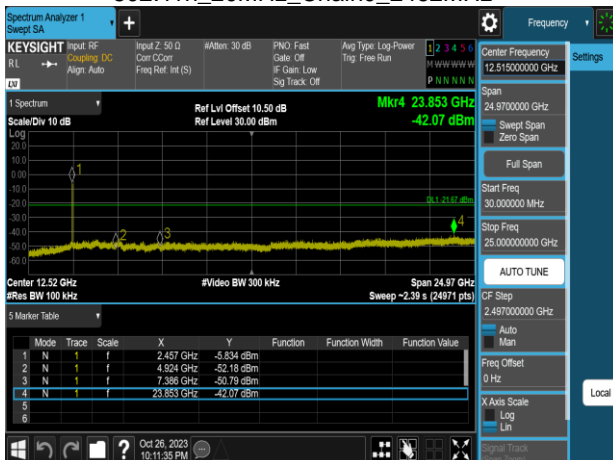 Spectrum Analyzer 1
Swept SA
Frequency
KEYSIGHT
RL
LXI
Input: RF
Coupling: DC
Align: Auto
Input Z: 50 Ω
Corr CCorr
Freq Ref: Int (S)
#Atten: 30 dB
PNO: Fast
Gate: Off
IF Gain: Low
Sig Track: Off
Avg Type: Log-Power
Trig: Free Run
1 2 3 4 5 6
M W W W W W
P N N N N N
1 Spectrum
Scale/Div 10 dB
Ref Lvl Offset 10.50 dB
Ref Level 30.00 dBm
Mkr4 23.853 GHz
-42.07 dBm
Log
20.0
10.0
0.00
-10.0
-20.0
-30.0
-40.0
-50.0
-60.0
1
2
3
4
DL1 -21.67 dBm
Center 12.52 GHz
#Video BW 300 kHz
Span 24.97 GHz
#Res BW 100 kHz
Sweep ~2.39 s (24971 pts)
5 Marker Table
Mode Trace Scale X Y Function Function Width Function Value
1 N 1 f 2.457 GHz -5.834 dBm
2 N 1 f 4.924 GHz -52.18 dBm
3 N 1 f 7.386 GHz -50.79 dBm
4 N 1 f 23.853 GHz -42.07 dBm
5
6
Oct 26, 2023
10:11:35 PM
Center Frequency
12.515000000 GHz
Settings
Span
24.9700000 GHz
Swept Span
Zero Span
Full Span
Start Freq
30.000000 MHz
Stop Freq
25.000000000 GHz
AUTO TUNE
CF Step
2.497000000 GHz
Auto
Man
Freq Offset
0 Hz
Local
X Axis Scale
Log
Lin
Signal Track